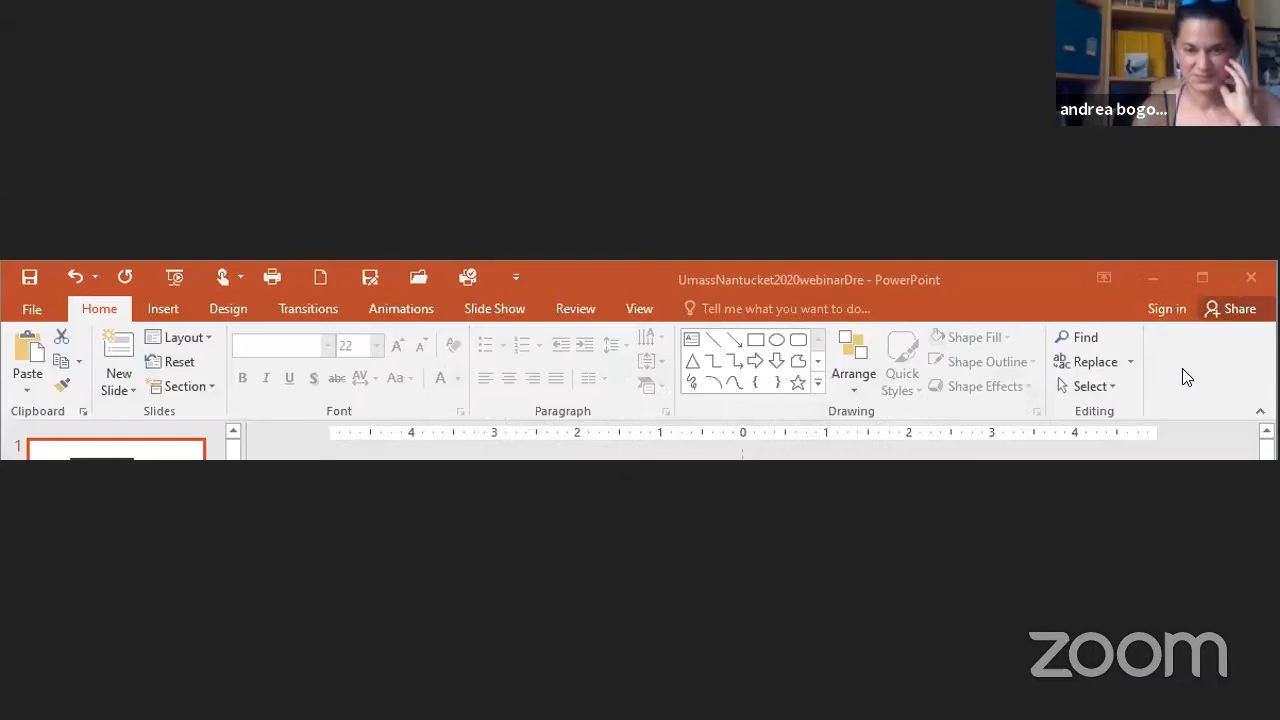 andrea bogo...
UmassNantucket2020webinarDre - PowerPoint
File Home Insert Design Transitions Animations Slide Show Review View Tell me what you want to do... Sign in Share
Paste
New Slide
Layout
Reset
Section
22
B I U S abc AV Aa A
Arrange
Quick Styles
Shape Fill
Shape Outline
Shape Effects
Find
Replace
Select
Clipboard Slides Font Paragraph Drawing Editing
4 3 2 1 0 1 2 3 4
1
zoom